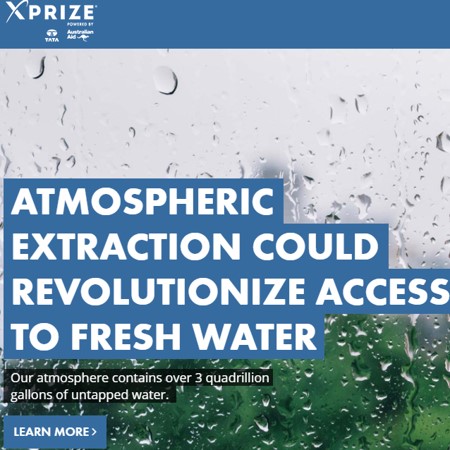 XPRIZE
POWERED BY
TATA
Australian
Aid
ATMOSPHERIC
EXTRACTION COULD
REVOLUTIONIZE ACCESS
TO FRESH WATER
Our atmosphere contains over 3 quadrillion
gallons of untapped water.
LEARN MORE >